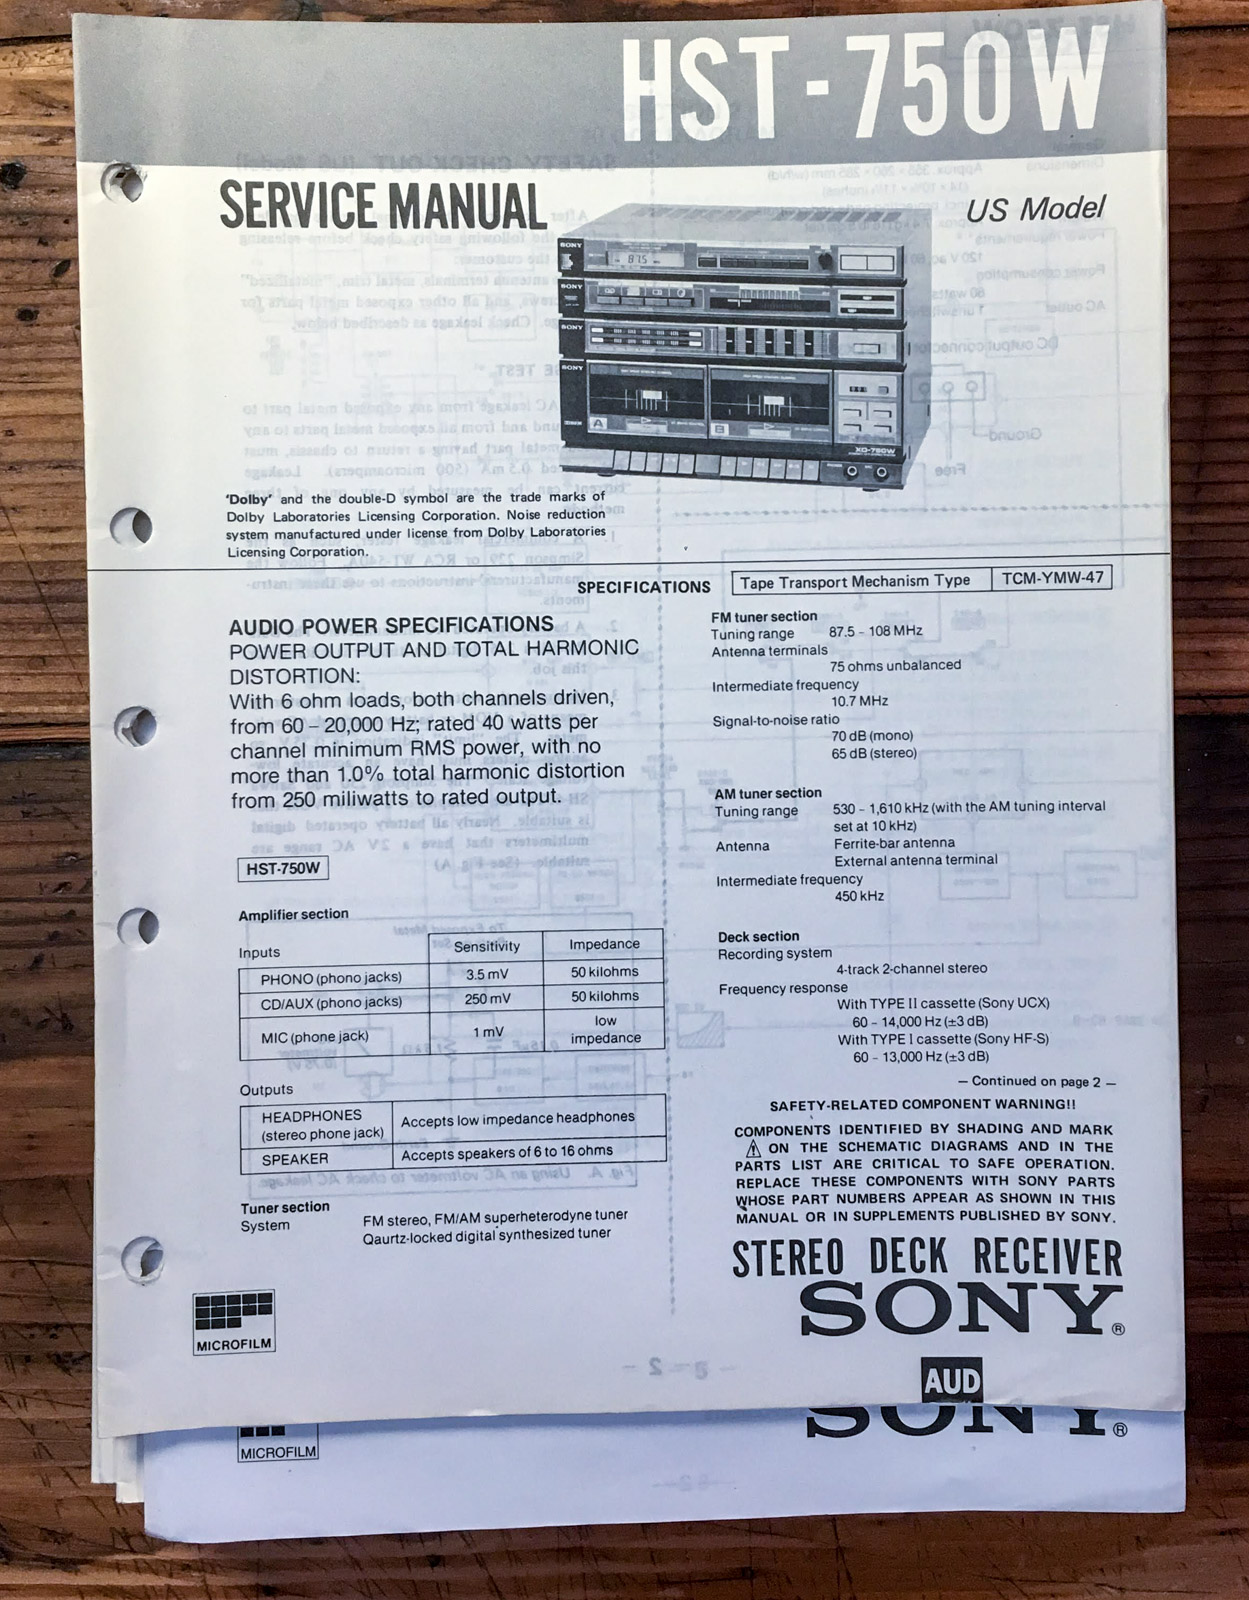 HST-750W
SERVICE MANUAL
US Model
SONY
87.5
SONY
SONY
SONY
A
B
XO-750W
'Dolby' and the double-D symbol are the trade marks of
Dolby Laboratories Licensing Corporation. Noise reduction
system manufactured under license from Dolby Laboratories
Licensing Corporation.
SPECIFICATIONS
Tape Transport Mechanism Type TCM-YMW-47
AUDIO POWER SPECIFICATIONS
POWER OUTPUT AND TOTAL HARMONIC
DISTORTION:
With 6 ohm loads, both channels driven,
from 60 – 20,000 Hz; rated 40 watts per
channel minimum RMS power, with no
more than 1.0% total harmonic distortion
from 250 miliwatts to rated output.
HST-750W
Amplifier section
Inputs Sensitivity Impedance
PHONO (phono jacks) 3.5 mV 50 kilohms
CD/AUX (phono jacks) 250 mV 50 kilohms
MIC (phone jack) 1 mV low
impedance
Outputs
HEADPHONES
(stereo phone jack) Accepts low impedance headphones
SPEAKER Accepts speakers of 6 to 16 ohms
Tuner section
System FM stereo, FM/AM superheterodyne tuner
Qaurtz-locked digital synthesized tuner
MICROFILM
FM tuner section
Tuning range 87.5 - 108 MHz
Antenna terminals
75 ohms unbalanced
Intermediate frequency
10.7 MHz
Signal-to-noise ratio
70 dB (mono)
65 dB (stereo)
AM tuner section
Tuning range 530 - 1,610 kHz (with the AM tuning interval
set at 10 kHz)
Antenna Ferrite-bar antenna
External antenna terminal
Intermediate frequency
450 kHz
Deck section
Recording system
4-track 2-channel stereo
Frequency response
With TYPE II cassette (Sony UCX)
60 - 14,000 Hz (±3 dB)
With TYPE I cassette (Sony HF-S)
60 - 13,000 Hz (±3 dB)
— Continued on page 2 —
SAFETY-RELATED COMPONENT WARNING!!
COMPONENTS IDENTIFIED BY SHADING AND MARK
⚠ ON THE SCHEMATIC DIAGRAMS AND IN THE
PARTS LIST ARE CRITICAL TO SAFE OPERATION.
REPLACE THESE COMPONENTS WITH SONY PARTS
WHOSE PART NUMBERS APPEAR AS SHOWN IN THIS
MANUAL OR IN SUPPLEMENTS PUBLISHED BY SONY.
STEREO DECK RECEIVER
SONY®
AUD
SONY®
MICROFILM